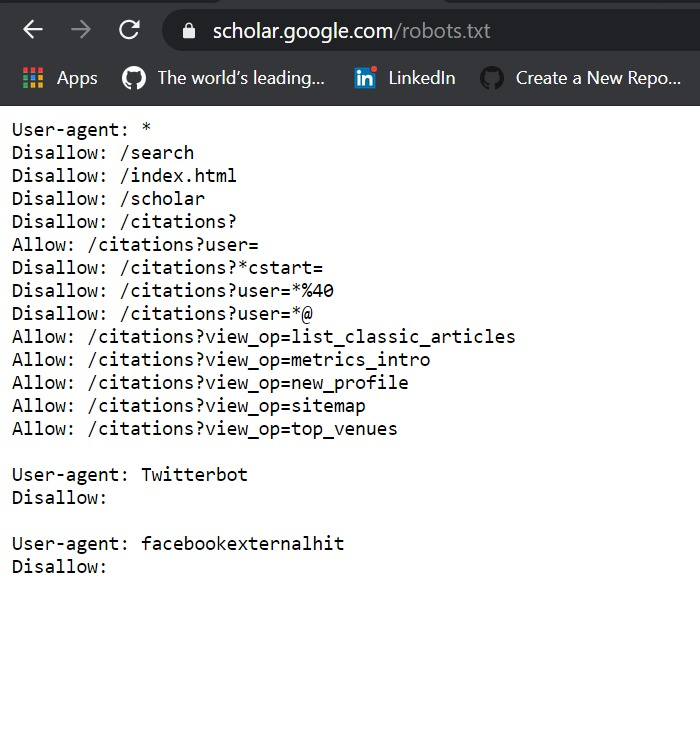 scholar.google.com/robots.txt
Apps
The world's leading...
LinkedIn
Create a New Repo...
User-agent: *
Disallow: /search
Disallow: /index.html
Disallow: /scholar
Disallow: /citations?
Allow: /citations?user=
Disallow: /citations?*cstart=
Disallow: /citations?user=*%40
Disallow: /citations?user=*@
Allow: /citations?view_op=list_classic_articles
Allow: /citations?view_op=metrics_intro
Allow: /citations?view_op=new_profile
Allow: /citations?view_op=sitemap
Allow: /citations?view_op=top_venues
User-agent: Twitterbot
Disallow:
User-agent: facebookexternalhit
Disallow: